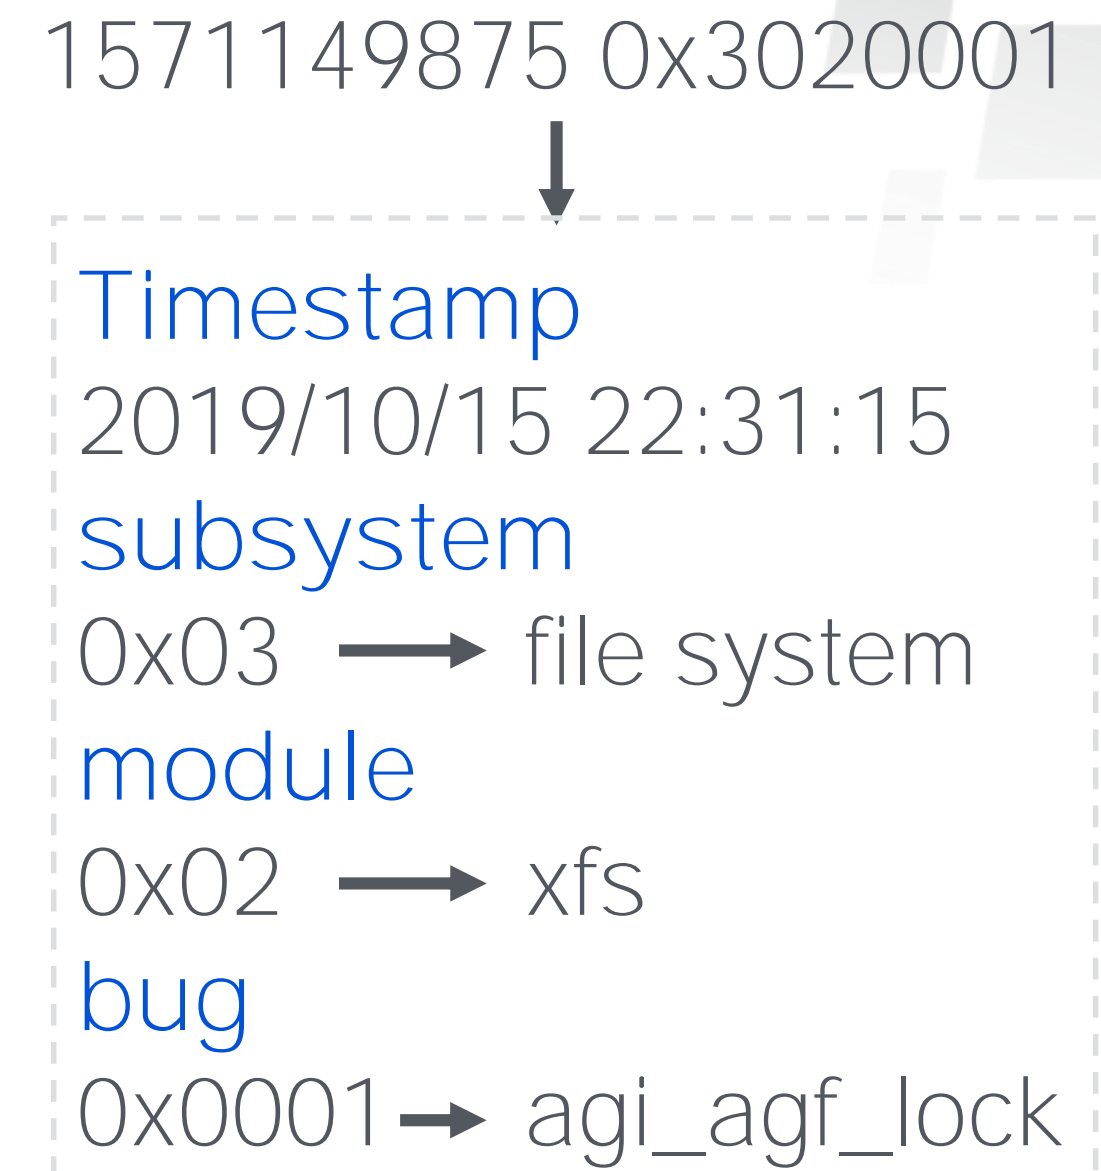 1571149875 0x3020001
Timestamp
2019/10/15 22:31:15
subsystem
0x03 → file system
module
0x02 → xfs
bug
0x0001 → agi_agf_lock